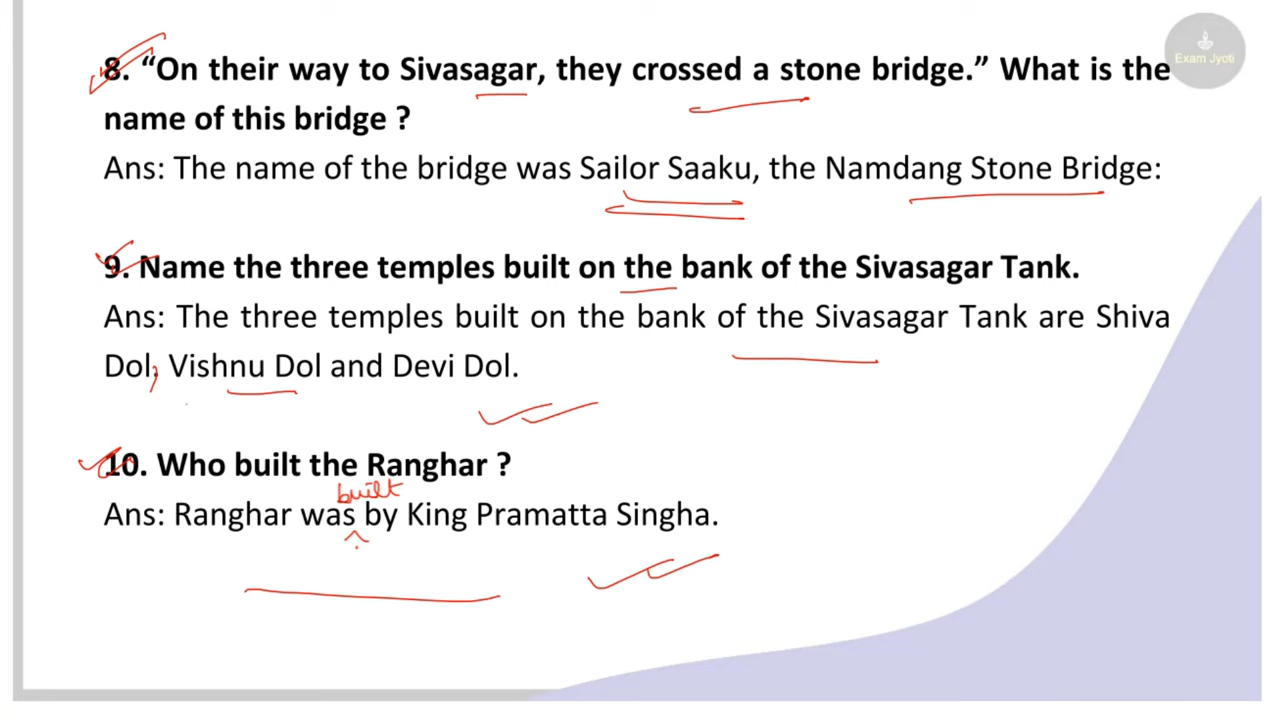 Exam Jyoti
8. “On their way to Sivasagar, they crossed a stone bridge.” What is the
name of this bridge ?
Ans: The name of the bridge was Sailor Saaku, the Namdang Stone Bridge:
9. Name the three temples built on the bank of the Sivasagar Tank.
Ans: The three temples built on the bank of the Sivasagar Tank are Shiva
Dol, Vishnu Dol and Devi Dol.
10. Who built the Ranghar ?
built
Ans: Ranghar was by King Pramatta Singha.